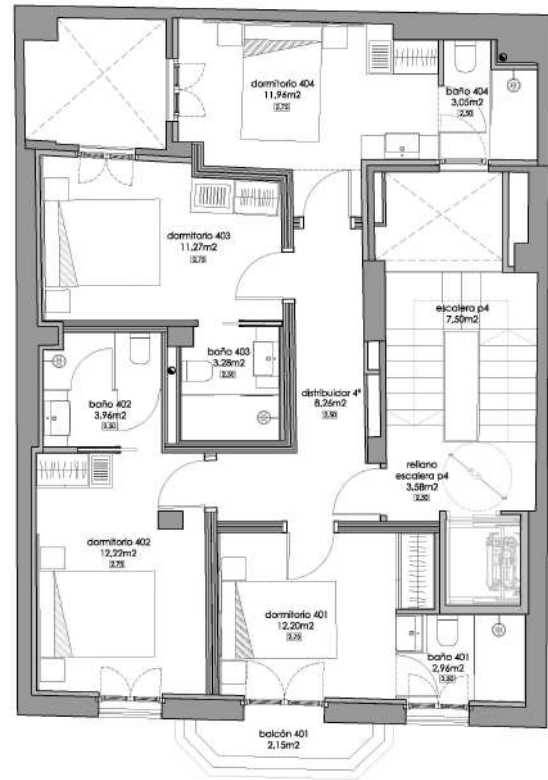 dormitorio 404
11,96m2
2,75
baño 404
3,05m2
2,50
dormitorio 403
11,27m2
2,75
escalera p4
7,50m2
baño 403
3,28m2
2,50
distribuidor 4º
8,26m2
2,50
baño 402
3,96m2
2,50
rellano
escalera p4
3,58m2
2,50
dormitorio 402
12,22m2
2,75
dormitorio 401
12,20m2
2,75
baño 401
2,96m2
2,50
balcón 401
2,15m2